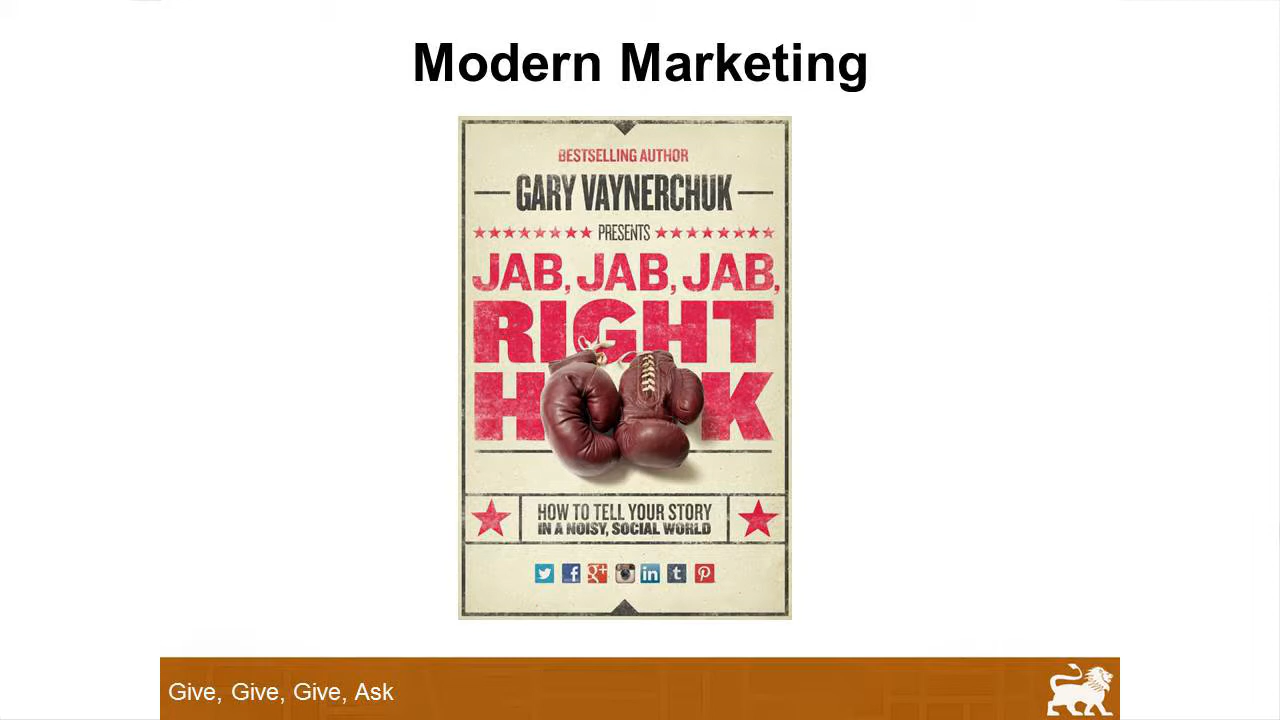 Modern Marketing
BESTSELLING AUTHOR
GARY VAYNERCHUK
PRESENTS
JAB, JAB, JAB,
RIGHT
HOOK
HOW TO TELL YOUR STORY
IN A NOISY, SOCIAL WORLD
Give, Give, Give, Ask